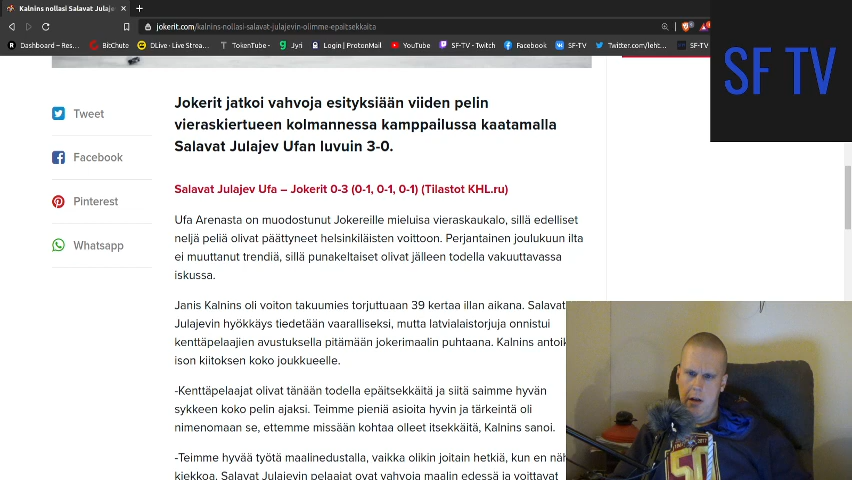 Kalnins nollasi Salavat Julaje
jokerit.com/kalnins-nollasi-salavat-julajevin-olimme-epaitsekkaita
Dashboard – Res...
BitChute
DLive · Live Strea...
TokenTube -
Jyri
Login | ProtonMail
YouTube
SF-TV - Twitch
Facebook
SF-TV
Twitter.com/leht...
SF-TV
SF TV
Jokerit jatkoi vahvoja esityksiään viiden pelin
vieraskiertueen kolmannessa kamppailussa kaatamalla
Salavat Julajev Ufan luvuin 3-0.
Tweet
Facebook
Pinterest
Whatsapp
Salavat Julajev Ufa – Jokerit 0-3 (0-1, 0-1, 0-1) (Tilastot KHL.ru)
Ufa Arenasta on muodostunut Jokereille mieluisa vieraskaukalo, sillä edelliset
neljä peliä olivat päättyneet helsinkiläisten voittoon. Perjantainen joulukuun ilta
ei muuttanut trendiä, sillä punakeltaiset olivat jälleen todella vakuuttavassa
iskussa.
Janis Kalnins oli voiton takuumies torjuttuaan 39 kertaa illan aikana. Salavat
Julajevin hyökkäys tiedetään vaaralliseksi, mutta latvialaistorjuja onnistui
kenttäpelaajien avustuksella pitämään jokerimaalin puhtaana. Kalnins antoi
ison kiitoksen koko joukkueelle.
-Kenttäpelaajat olivat tänään todella epäitsekkäitä ja siitä saimme hyvän
sykkeen koko pelin ajaksi. Teimme pieniä asioita hyvin ja tärkeintä oli
nimenomaan se, ettemme missään kohtaa olleet itsekkäitä, Kalnins sanoi.
-Teimme hyvää työtä maalinedustalla, vaikka olikin joitain hetkiä, kun en näh
kiekkoa. Salavat Julajevin pelaajat ovat vahvoja maalin edessä ja voittavat
2017
50